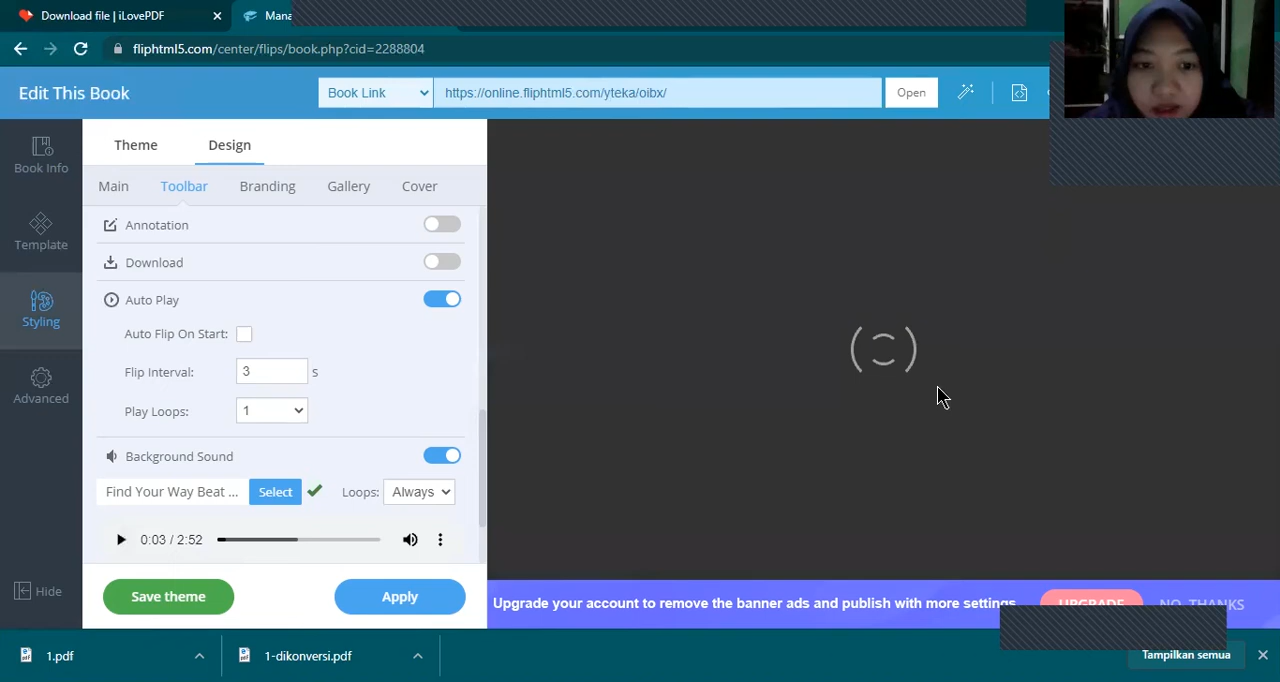 Download file | iLovePDF
Mana
fliphtml5.com/center/flips/book.php?cid=2288804
Edit This Book
Book Link
https://online.fliphtml5.com/yteka/oibx/
Open
Book Info
Template
Styling
Advanced
Hide
Theme
Design
Main
Toolbar
Branding
Gallery
Cover
Annotation
Download
Auto Play
Auto Flip On Start:
Flip Interval:
3
s
Play Loops:
1
Background Sound
Find Your Way Beat ...
Select
Loops:
Always
0:03 / 2:52
Save theme
Apply
Upgrade your account to remove the banner ads and publish with more settings
UPGRADE
NO, THANKS
1.pdf
1-dikonversi.pdf
Tampilkan semua